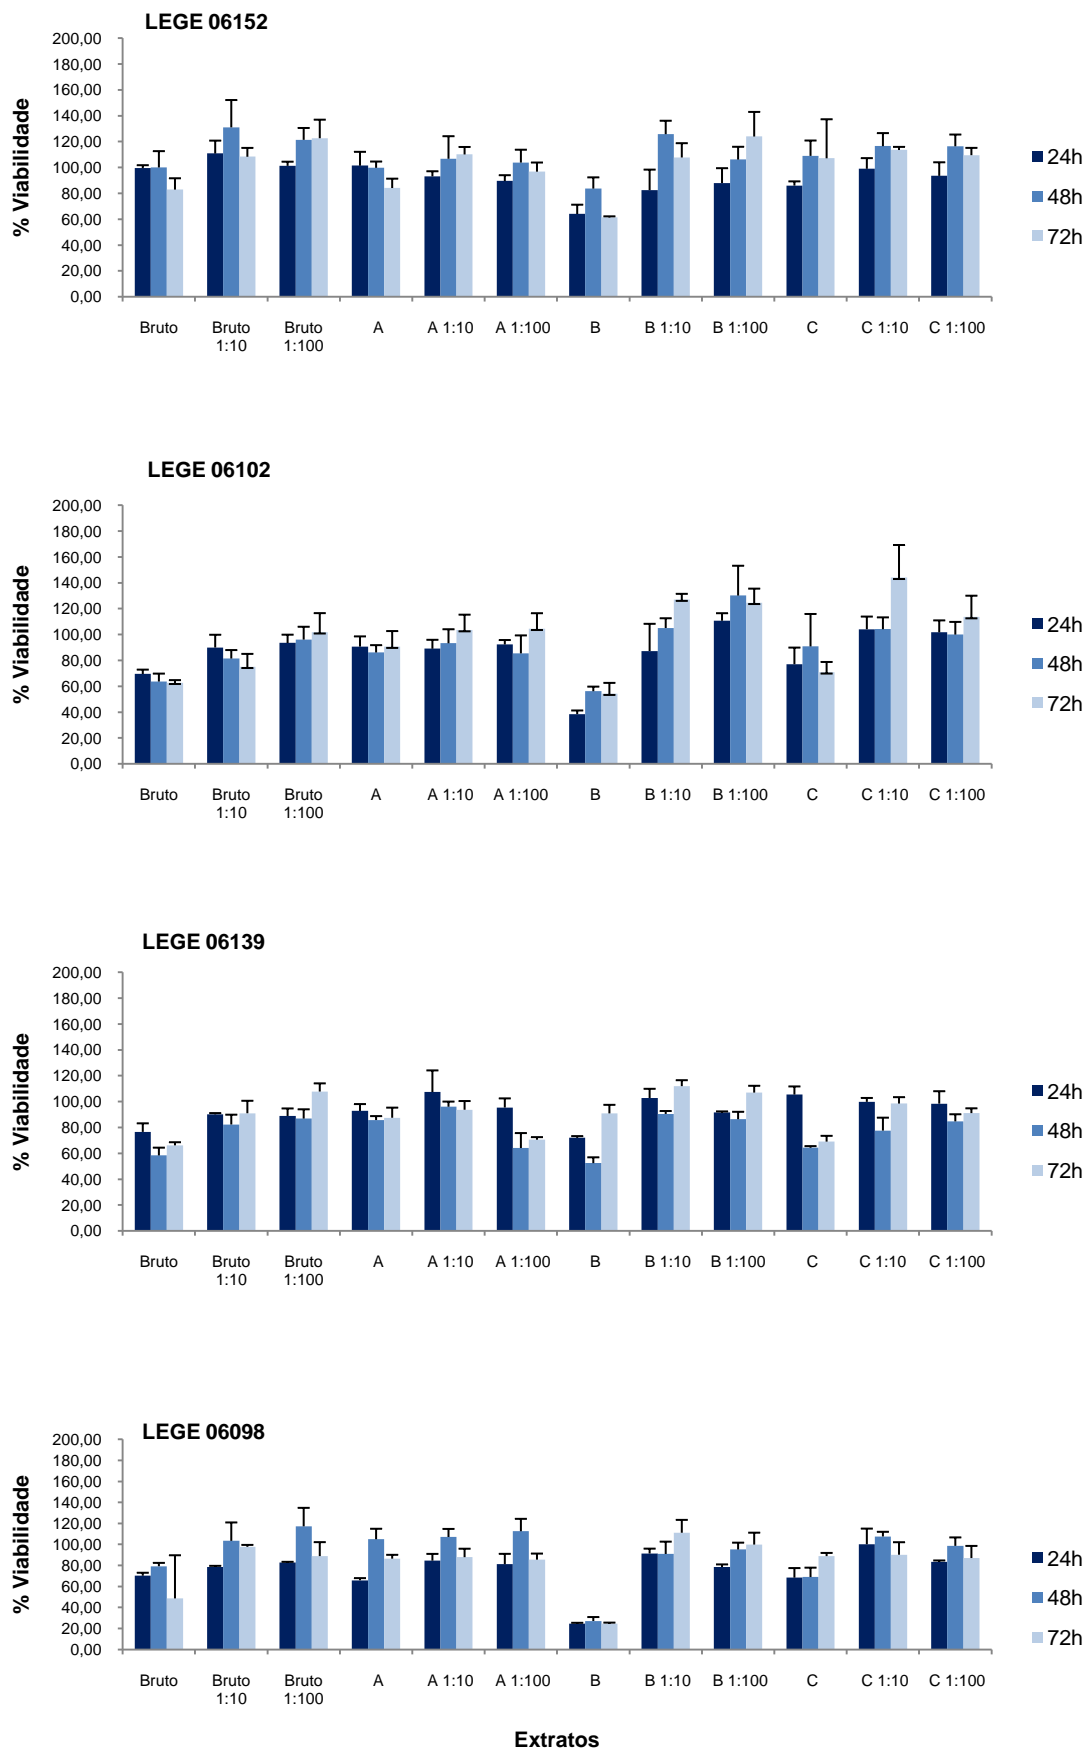 LEGE 06152
200,00
180,00
160,00
140,00
120,00
100,00
80,00
60,00
40,00
20,00
0,00
% Viabilidade
Bruto
Bruto 1:10
Bruto 1:100
A
A 1:10
A 1:100
B
B 1:10
B 1:100
C
C 1:10
C 1:100
24h
48h
72h
LEGE 06102
200,00
180,00
160,00
140,00
120,00
100,00
80,00
60,00
40,00
20,00
0,00
% Viabilidade
Bruto
Bruto 1:10
Bruto 1:100
A
A 1:10
A 1:100
B
B 1:10
B 1:100
C
C 1:10
C 1:100
24h
48h
72h
LEGE 06139
200,00
180,00
160,00
140,00
120,00
100,00
80,00
60,00
40,00
20,00
0,00
% Viabilidade
Bruto
Bruto 1:10
Bruto 1:100
A
A 1:10
A 1:100
B
B 1:10
B 1:100
C
C 1:10
C 1:100
24h
48h
72h
LEGE 06098
200,00
180,00
160,00
140,00
120,00
100,00
80,00
60,00
40,00
20,00
0,00
% Viabilidade
Bruto
Bruto 1:10
Bruto 1:100
A
A 1:10
A 1:100
B
B 1:10
B 1:100
C
C 1:10
C 1:100
24h
48h
72h
Extratos